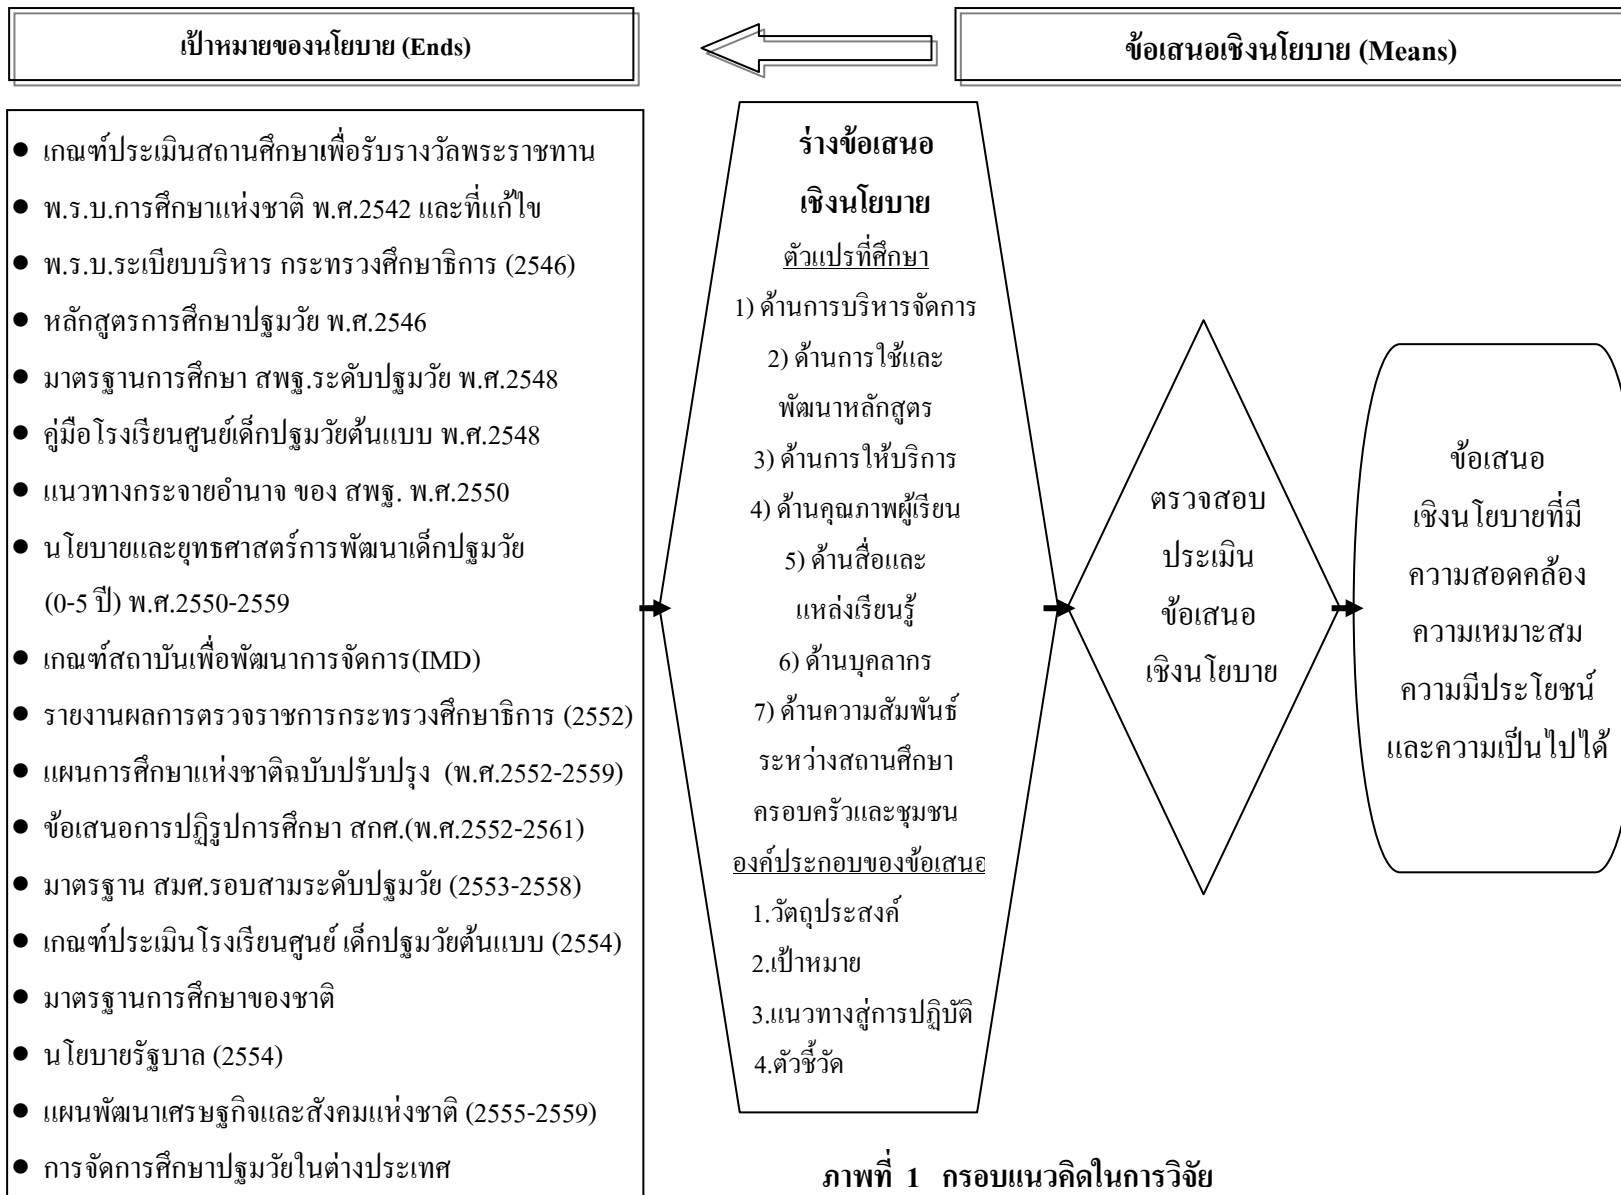 เป้าหมายของนโยบาย (Ends)
ข้อเสนอเชิงนโยบาย (Means)
● เกณฑ์ประเมินสถานศึกษาเพื่อรับรางวัลพระราชทาน
● พ.ร.บ.การศึกษาแห่งชาติ พ.ศ.2542 และที่แก้ไข
● พ.ร.บ.ระเบียบบริหาร กระทรวงศึกษาธิการ (2546)
● หลักสูตรการศึกษาปฐมวัย พ.ศ.2546
● มาตรฐานการศึกษา สพฐ.ระดับปฐมวัย พ.ศ.2548
● คู่มือโรงเรียนศูนย์เด็กปฐมวัยต้นแบบ พ.ศ.2548
● แนวทางกระจายอำนาจ ของ สพฐ. พ.ศ.2550
● นโยบายและยุทธศาสตร์การพัฒนาเด็กปฐมวัย
(0-5 ปี) พ.ศ.2550-2559
● เกณฑ์สถาบันเพื่อพัฒนาการจัดการ(IMD)
● รายงานผลการตรวจราชการกระทรวงศึกษาธิการ (2552)
● แผนการศึกษาแห่งชาติฉบับปรับปรุง (พ.ศ.2552-2559)
● ข้อเสนอการปฏิรูปการศึกษา สกศ.(พ.ศ.2552-2561)
● มาตรฐาน สมศ.รอบสามระดับปฐมวัย (2553-2558)
● เกณฑ์ประเมินโรงเรียนศูนย์ เด็กปฐมวัยต้นแบบ (2554)
● มาตรฐานการศึกษาของชาติ
● นโยบายรัฐบาล (2554)
● แผนพัฒนาเศรษฐกิจและสังคมแห่งชาติ (2555-2559)
● การจัดการศึกษาปฐมวัยในต่างประเทศ
ร่างข้อเสนอ
เชิงนโยบาย
ตัวแปรที่ศึกษา
1) ด้านการบริหารจัดการ
2) ด้านการใช้และ
พัฒนาหลักสูตร
3) ด้านการให้บริการ
4) ด้านคุณภาพผู้เรียน
5) ด้านสื่อและ
แหล่งเรียนรู้
6) ด้านบุคลากร
7) ด้านความสัมพันธ์
ระหว่างสถานศึกษา
ครอบครัวและชุมชน
องค์ประกอบของข้อเสนอ
1.วัตถุประสงค์
2.เป้าหมาย
3.แนวทางสู่การปฏิบัติ
4.ตัวชี้วัด
ตรวจสอบ
ประเมิน
ข้อเสนอ
เชิงนโยบาย
ข้อเสนอ
เชิงนโยบายที่มี
ความสอดคล้อง
ความเหมาะสม
ความมีประโยชน์
และความเป็นไปได้
ภาพที่ 1 กรอบแนวคิดในการวิจัย